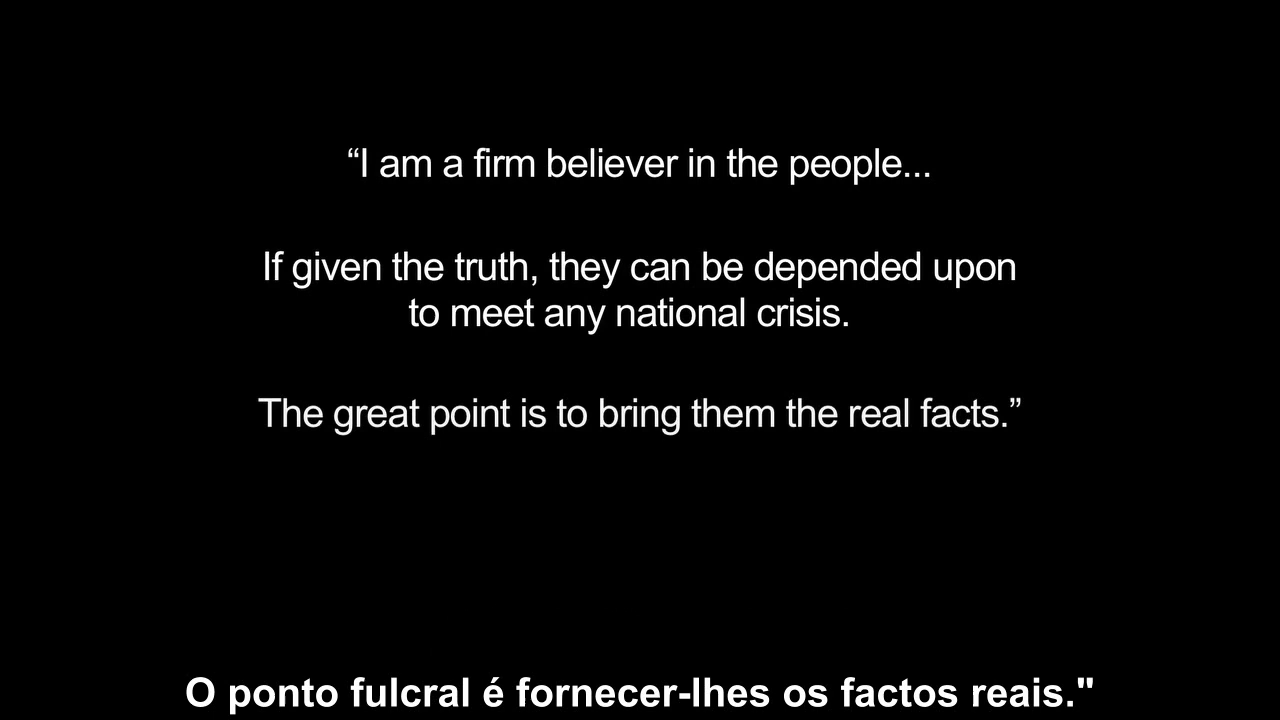 “I am a firm believer in the people...
If given the truth, they can be depended upon
to meet any national crisis.
The great point is to bring them the real facts.”
O ponto fulcral é fornecer-lhes os factos reais."